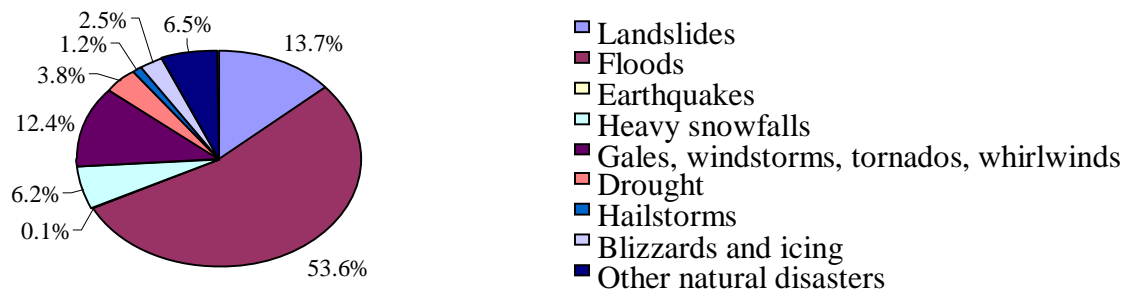 2.5%
6.5%
1.2%
13.7%
3.8%
12.4%
6.2%
0.1%
53.6%
Landslides
Floods
Earthquakes
Heavy snowfalls
Gales, windstorms, tornados, whirlwinds
Drought
Hailstorms
Blizzards and icing
Other natural disasters